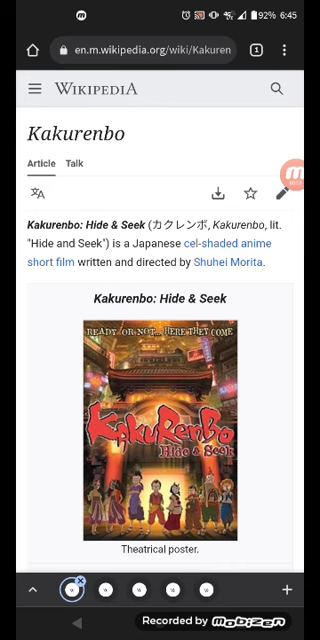 92% 6:45
en.m.wikipedia.org/wiki/Kakuren
1
WIKIPEDIA
Kakurenbo
Article Talk
Kakurenbo: Hide & Seek (カクレンボ, Kakurenbo, lit.
"Hide and Seek") is a Japanese cel-shaded anime
short film written and directed by Shuhei Morita.
Kakurenbo: Hide & Seek
READY OR NOT... HERE THEY COME
KaKuRenBo
Hide & Seek
Theatrical poster.
Recorded by Mobizen